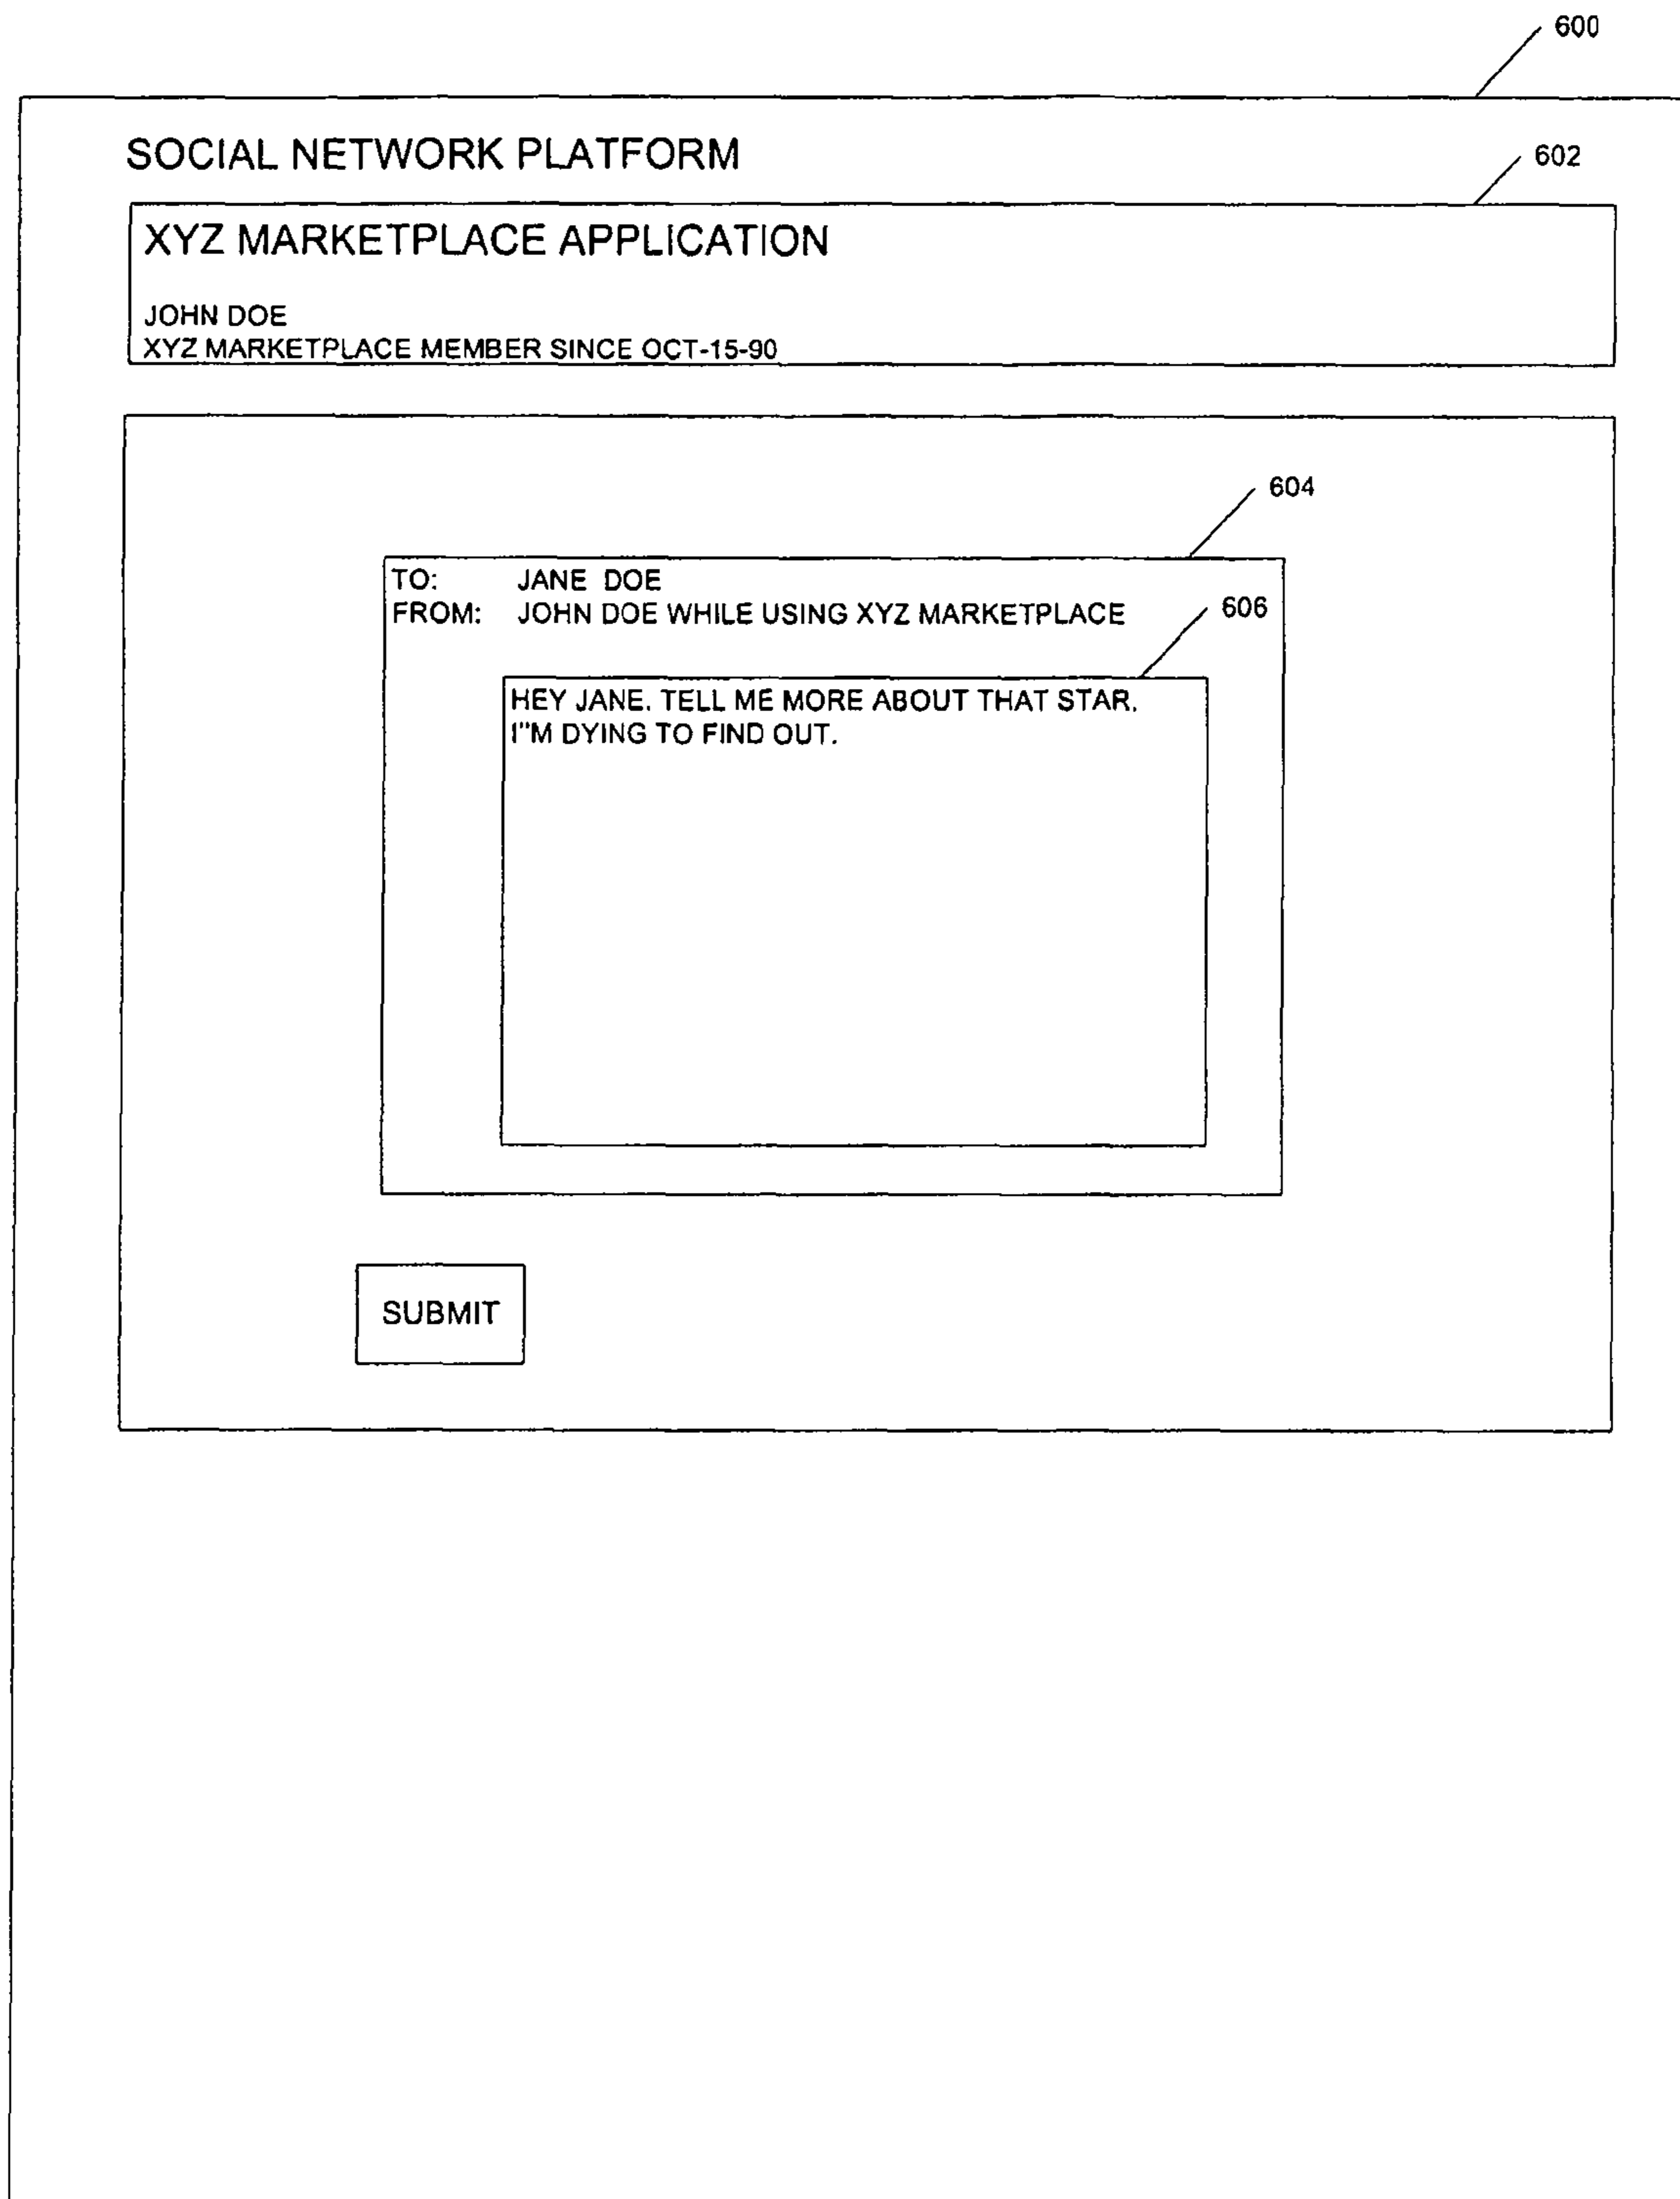 600
SOCIAL NETWORK PLATFORM
602
XYZ MARKETPLACE APPLICATION
JOHN DOE
XYZ MARKETPLACE MEMBER SINCE OCT-15-90
604
TO: JANE DOE
FROM: JOHN DOE WHILE USING XYZ MARKETPLACE
606
HEY JANE. TELL ME MORE ABOUT THAT STAR.
I"M DYING TO FIND OUT.
SUBMIT